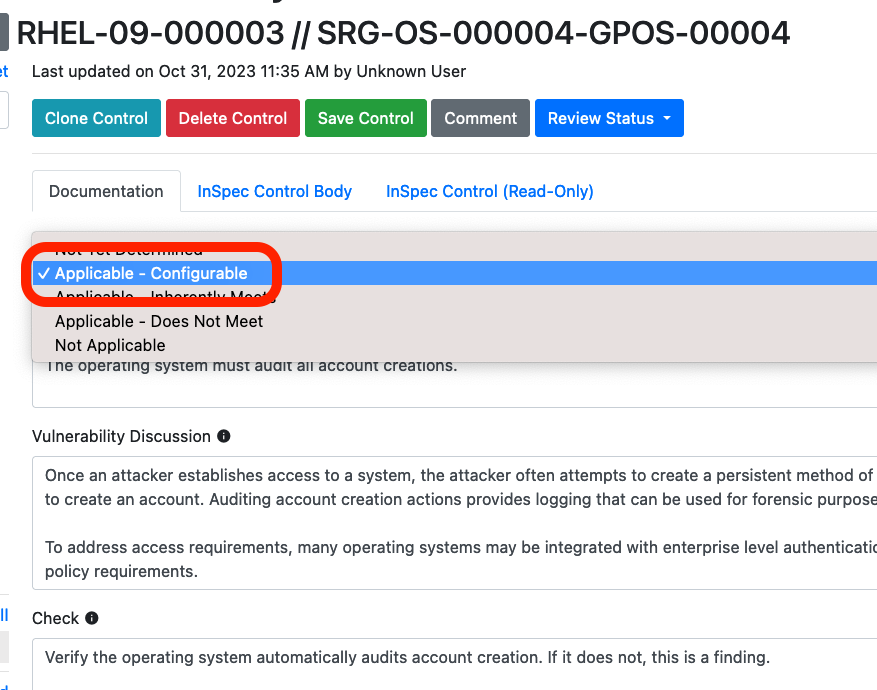 RHEL-09-000003 // SRG-OS-000004-GPOS-00004
Last updated on Oct 31, 2023 11:35 AM by Unknown User
Clone Control
Delete Control
Save Control
Comment
Review Status
Documentation
InSpec Control Body
InSpec Control (Read-Only)
Not Yet Determined
✓ Applicable - Configurable
Applicable - Inherently Meets
Applicable - Does Not Meet
Not Applicable
The operating system must audit all account creations.
Vulnerability Discussion
Once an attacker establishes access to a system, the attacker often attempts to create a persistent method of
to create an account. Auditing account creation actions provides logging that can be used for forensic purpose
To address access requirements, many operating systems may be integrated with enterprise level
policy requirements.
Check
Verify the operating system automatically audits account creation. If it does not, this is a finding.